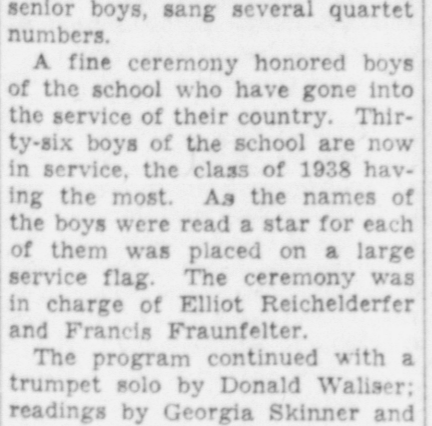 senior boys, sang several quartet
numbers.
A fine ceremony honored boys
of the school who have gone into
the service of their country. Thir-
ty-six boys of the school are now
in service, the class of 1938 hav-
ing the most. As the names of
the boys were read a star for each
of them was placed on a large
service flag. The ceremony was
in charge of Elliot Reichelderfer
and Francis Fraunfelter.
The program continued with a
trumpet solo by Donald Waliser;
readings by Georgia Skinner and